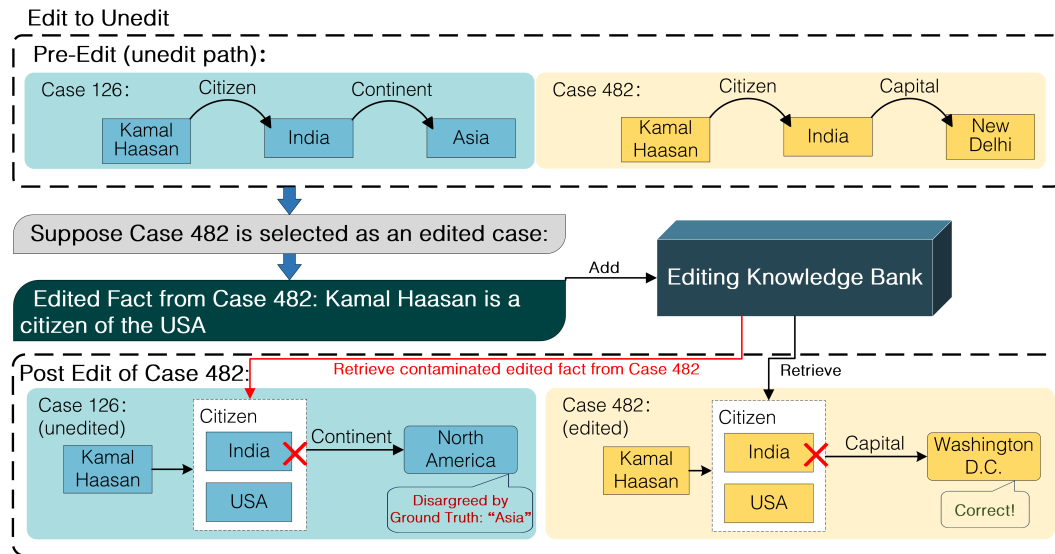 Edit to Unedit
Pre-Edit (unedit path):
Case 126:
Citizen
Continent
Kamal
Haasan
India
Asia
Case 482:
Citizen
Capital
Kamal
Haasan
India
New
Delhi
Suppose Case 482 is selected as an edited case:
Edited Fact from Case 482: Kamal Haasan is a
citizen of the USA
Add
Editing Knowledge Bank
Post Edit of Case 482:
Retrieve contaminated edited fact from Case 482
Retrieve
Case 126:
(unedited)
Kamal
Haasan
Citizen
India
USA
Continent
North
America
Disargreed by
Ground Truth: “Asia”
Case 482:
(edited)
Kamal
Haasan
Citizen
India
USA
Capital
Washington
D.C.
Correct!